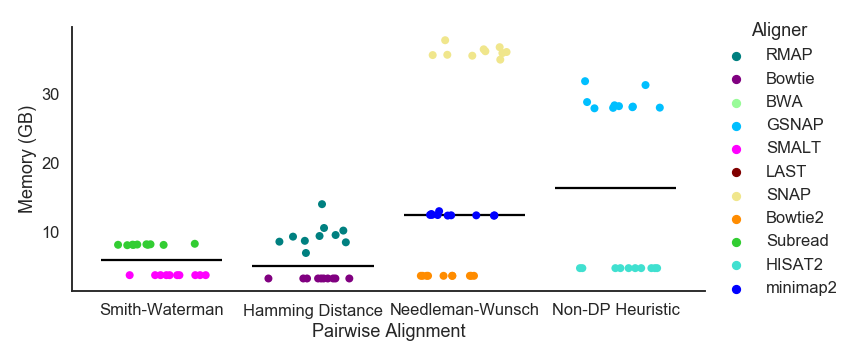 Memory (GB)
30
20
10
Smith-Waterman
Hamming Distance
Needleman-Wunsch
Non-DP Heuristic
Pairwise Alignment
Aligner
RMAP
Bowtie
BWA
GSNAP
SMALT
LAST
SNAP
Bowtie2
Subread
HISAT2
minimap2